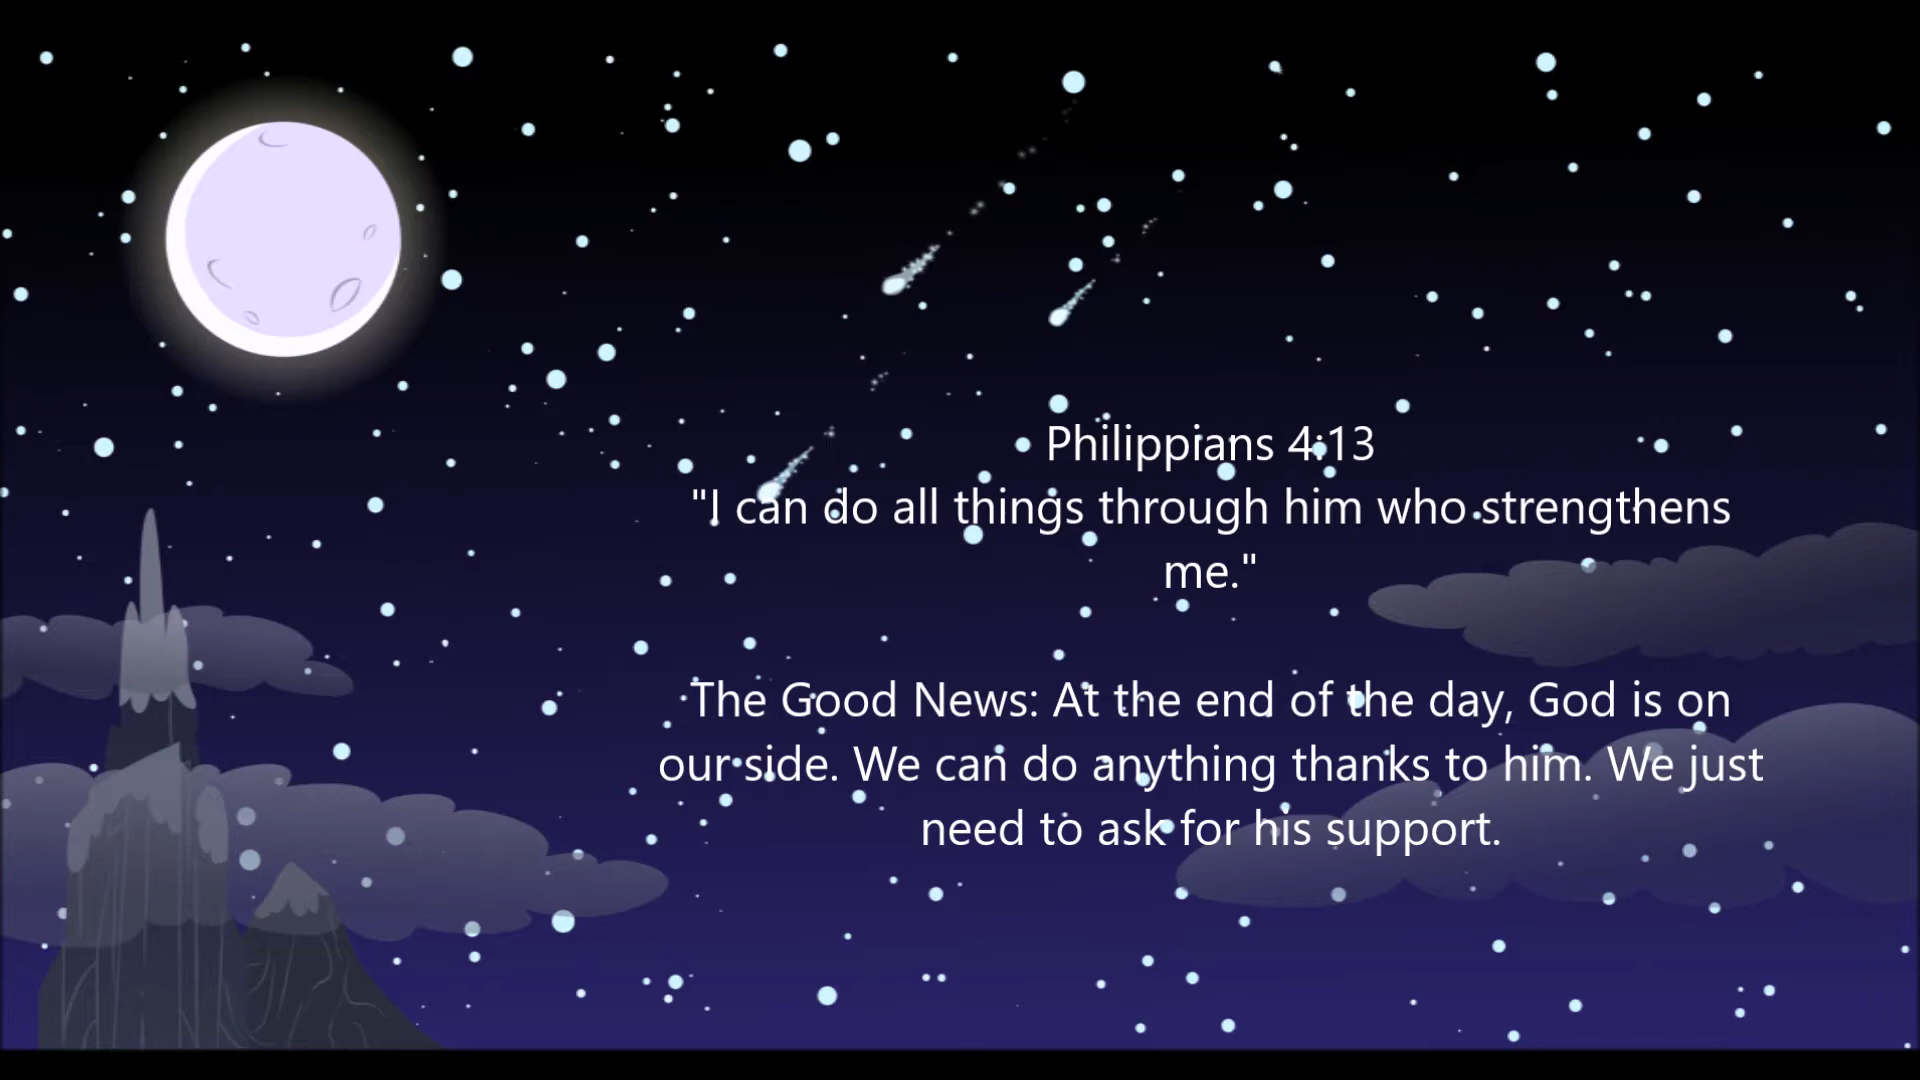 Philippians 4:13
"I can do all things through him who strengthens
me."
The Good News: At the end of the day, God is on
our side. We can do anything thanks to him. We just
need to ask for his support.